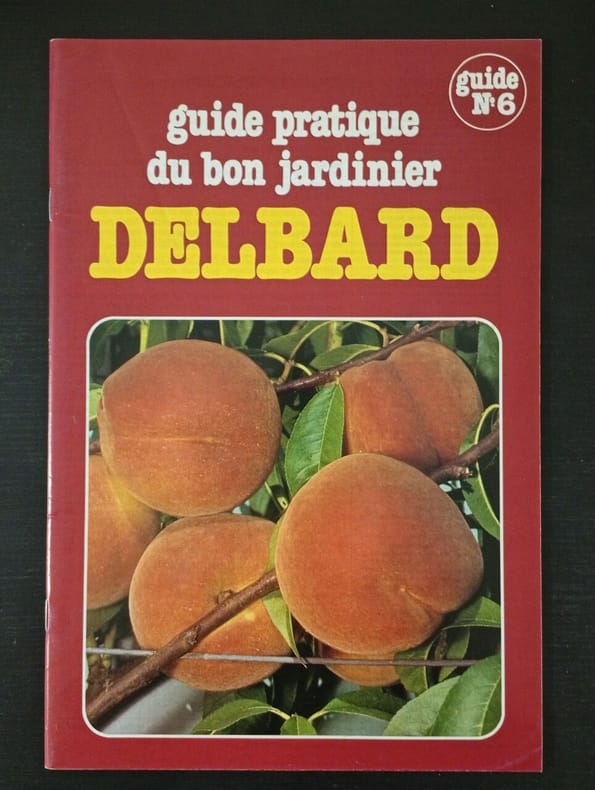 guide
N° 6
guide pratique
du bon jardinier
DELBARD